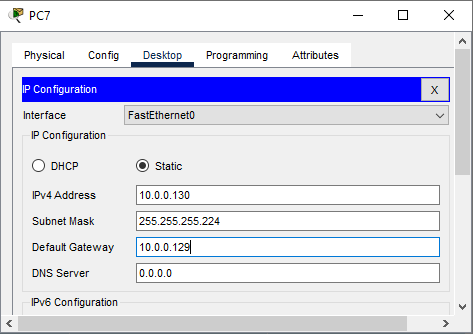 PC7
Physical Config Desktop Programming Attributes
IP Configuration X
Interface FastEthernet0
IP Configuration
DHCP Static
IPv4 Address 10.0.0.130
Subnet Mask 255.255.255.224
Default Gateway 10.0.0.129
DNS Server 0.0.0.0
IPv6 Configuration